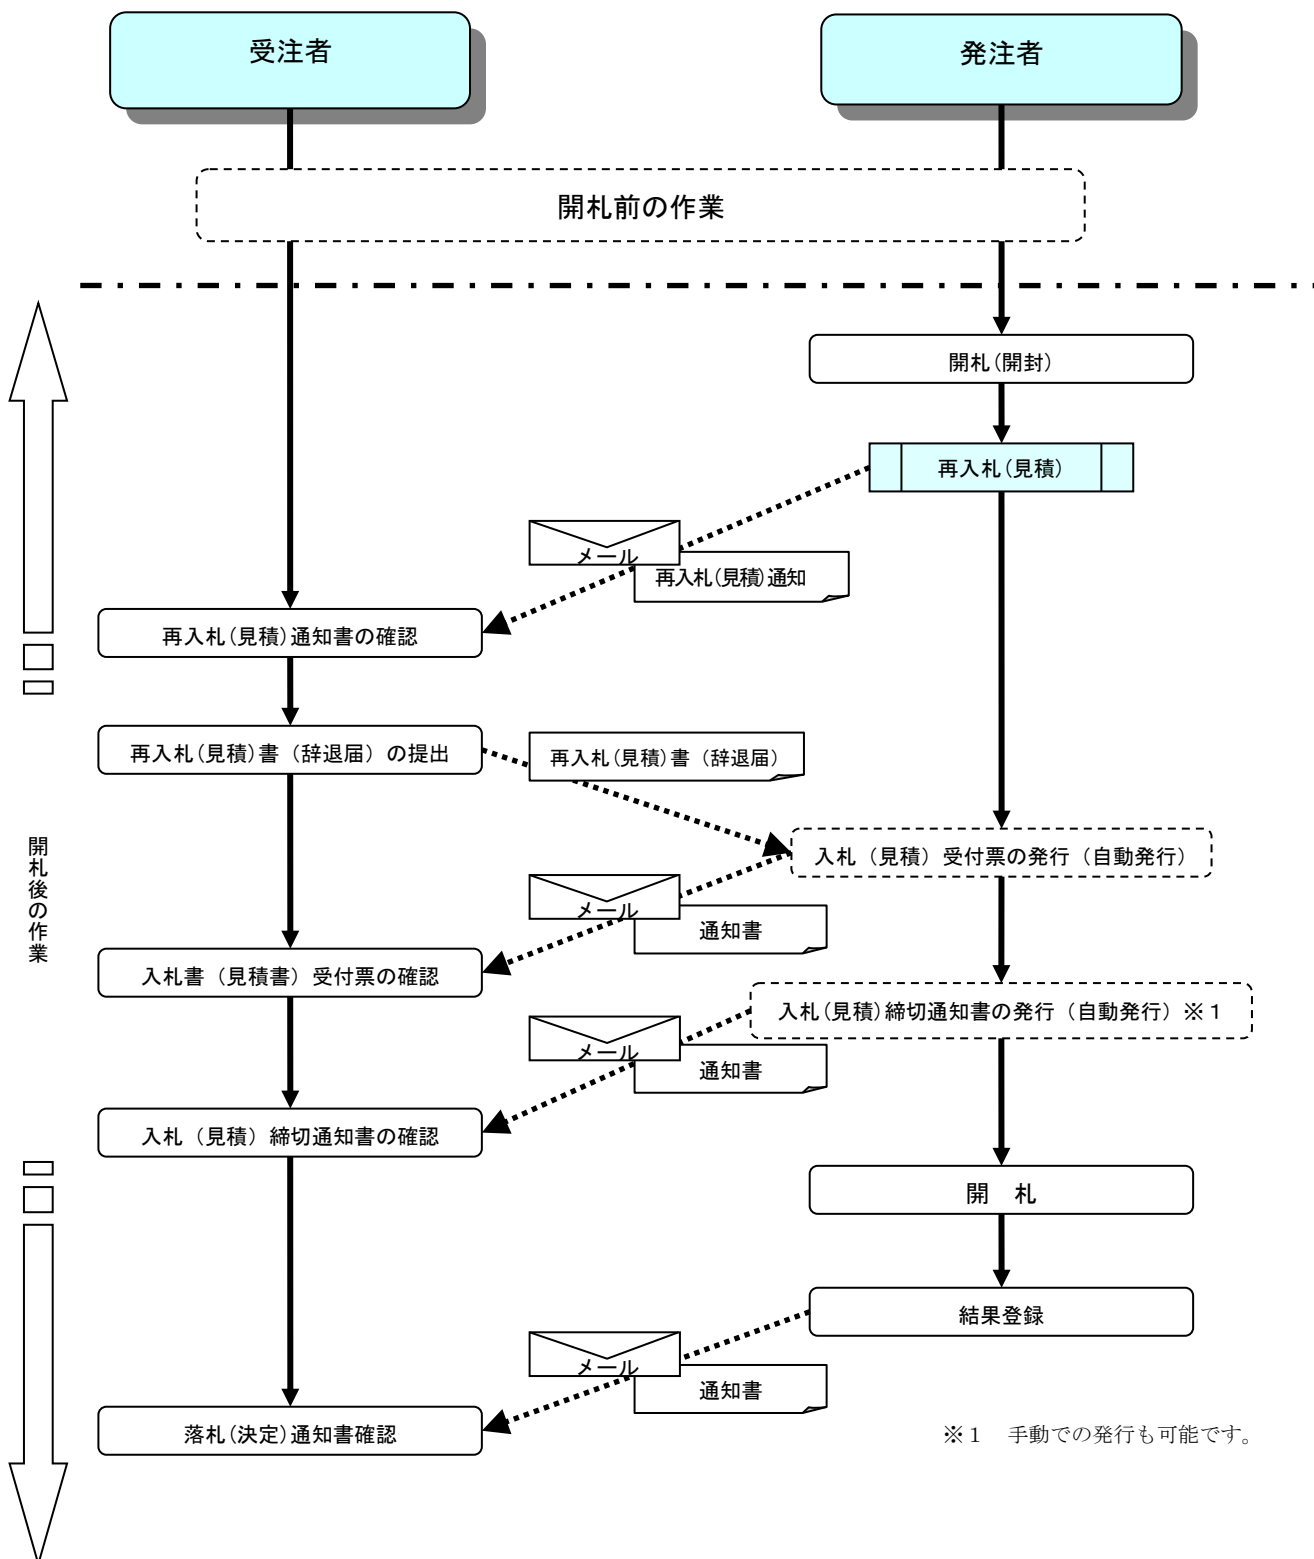 受注者
発注者
開札前の作業
開札(開封)
再入札(見積)
メール
再入札(見積)通知
再入札(見積)通知書の確認
再入札(見積)書（辞退届）の提出
再入札(見積)書（辞退届）
開札後の作業
入札（見積）受付票の発行（自動発行）
メール
通知書
入札書（見積書）受付票の確認
入札(見積)締切通知書の発行（自動発行）※１
メール
通知書
入札（見積）締切通知書の確認
開　札
結果登録
メール
通知書
落札(決定)通知書確認
※１　手動での発行も可能です。